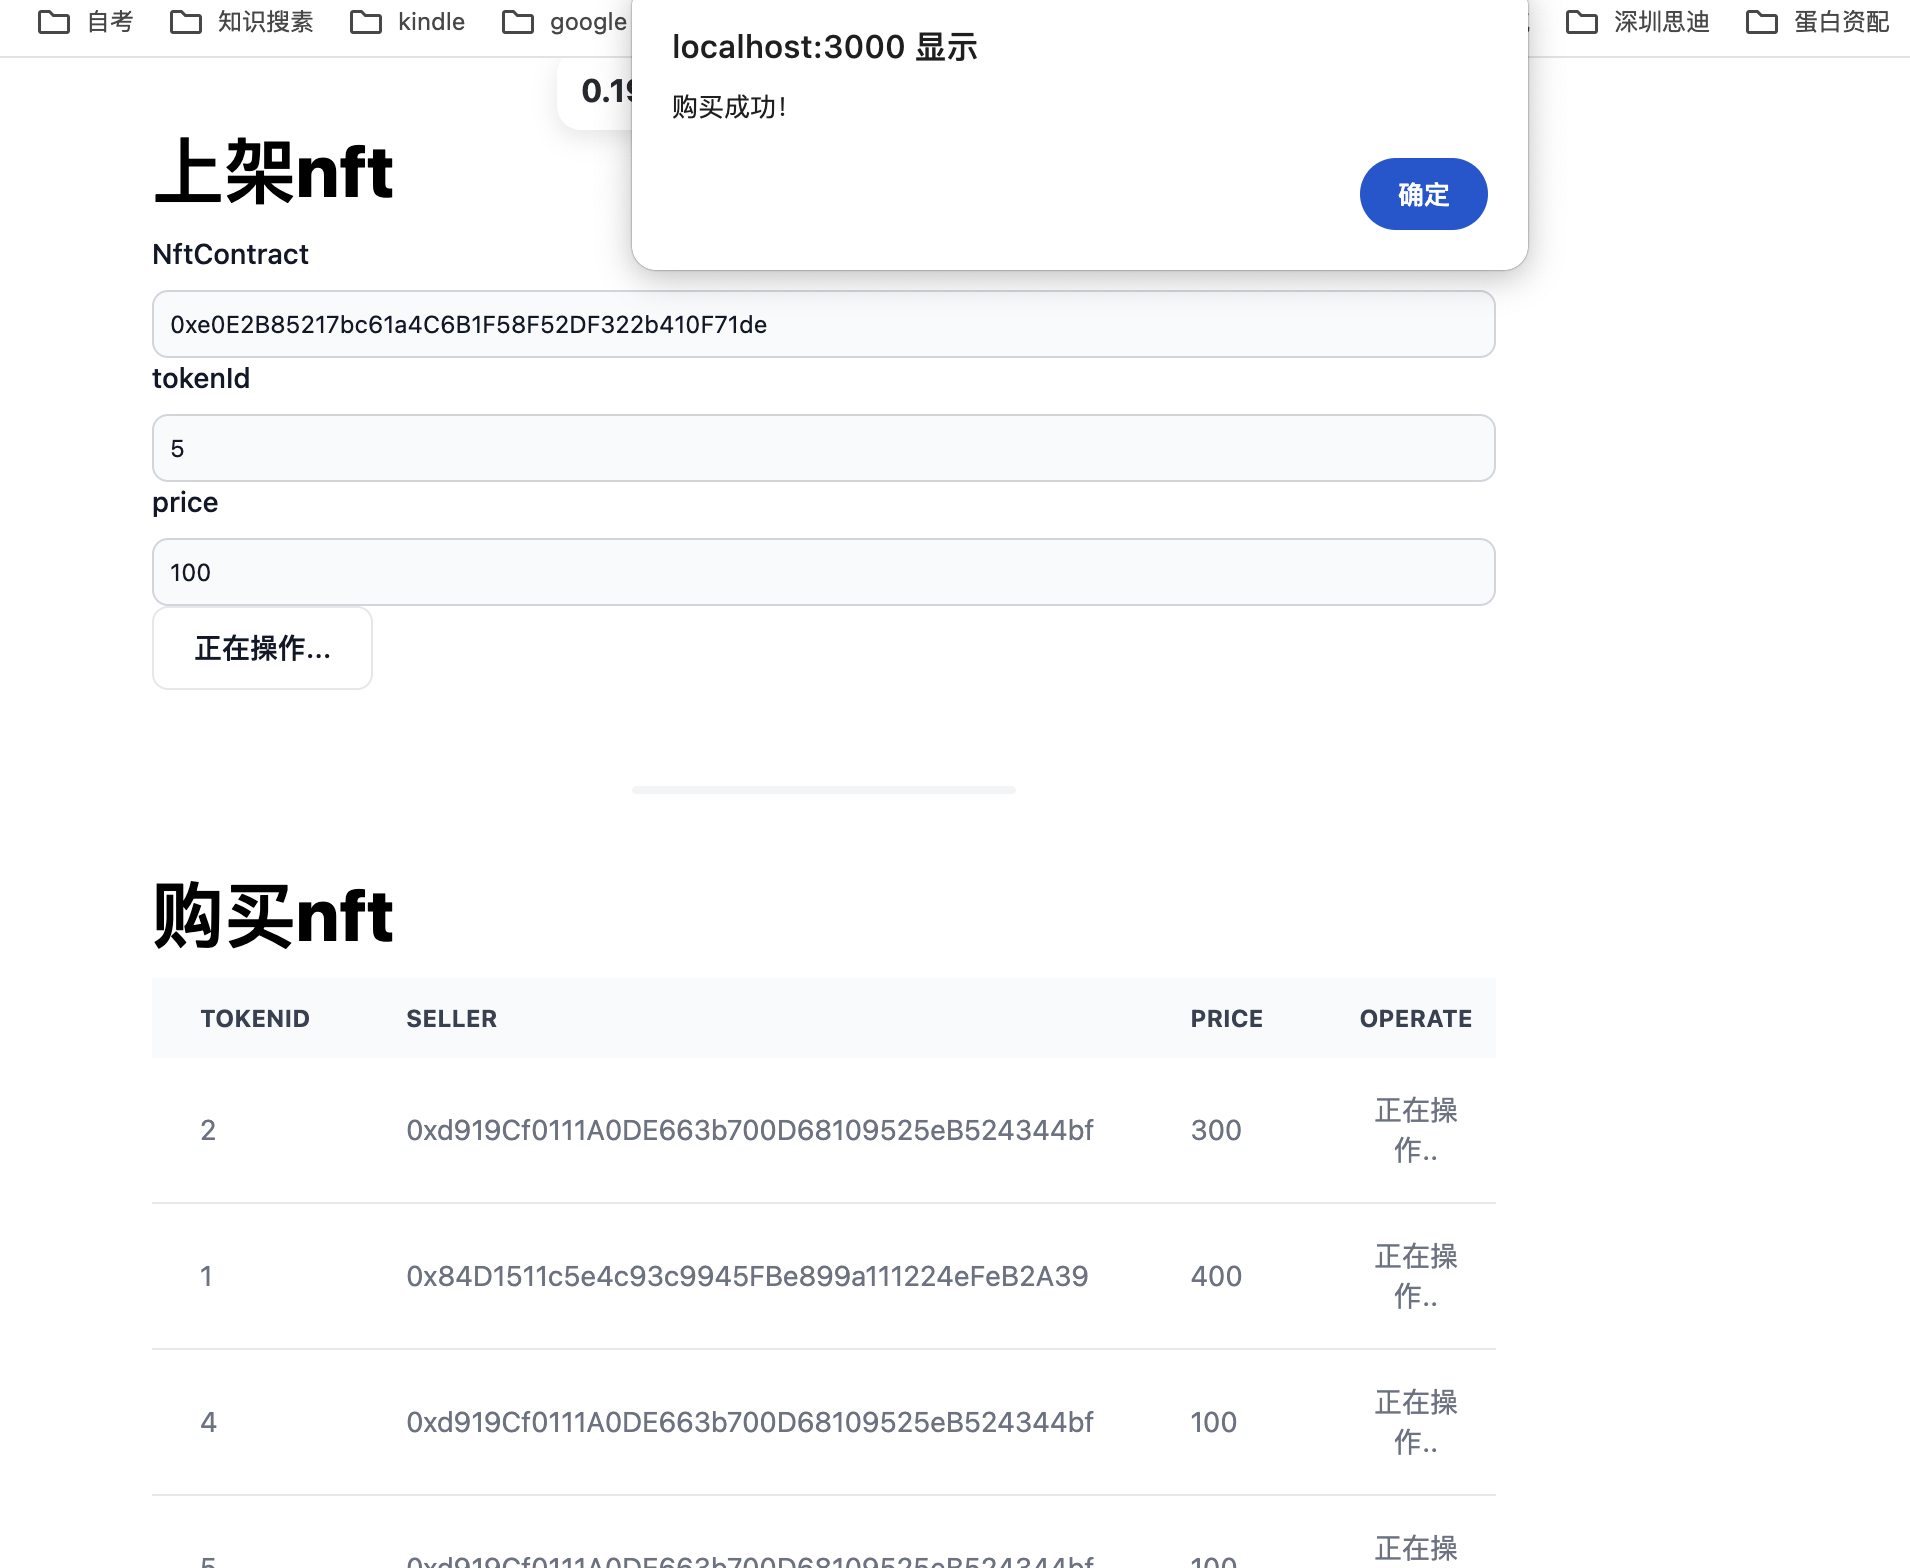 自考 知识搜素 kindle google 深圳思迪 蛋白资配
localhost:3000 显示
购买成功！
确定
上架nft
NftContract
0xe0E2B85217bc61a4C6B1F58F52DF322b410F71de
tokenId
5
price
100
正在操作...
购买nft
TOKENID SELLER PRICE OPERATE
2 0xd919Cf0111A0DE663b700D68109525eB524344bf 300 正在操
作..
1 0x84D1511c5e4c93c9945FBe899a111224eFeB2A39 400 正在操
作..
4 0xd919Cf0111A0DE663b700D68109525eB524344bf 100 正在操
作..
5 0xd919Cf0111A0DE663b700D68109525eB524344bf 100 正在操